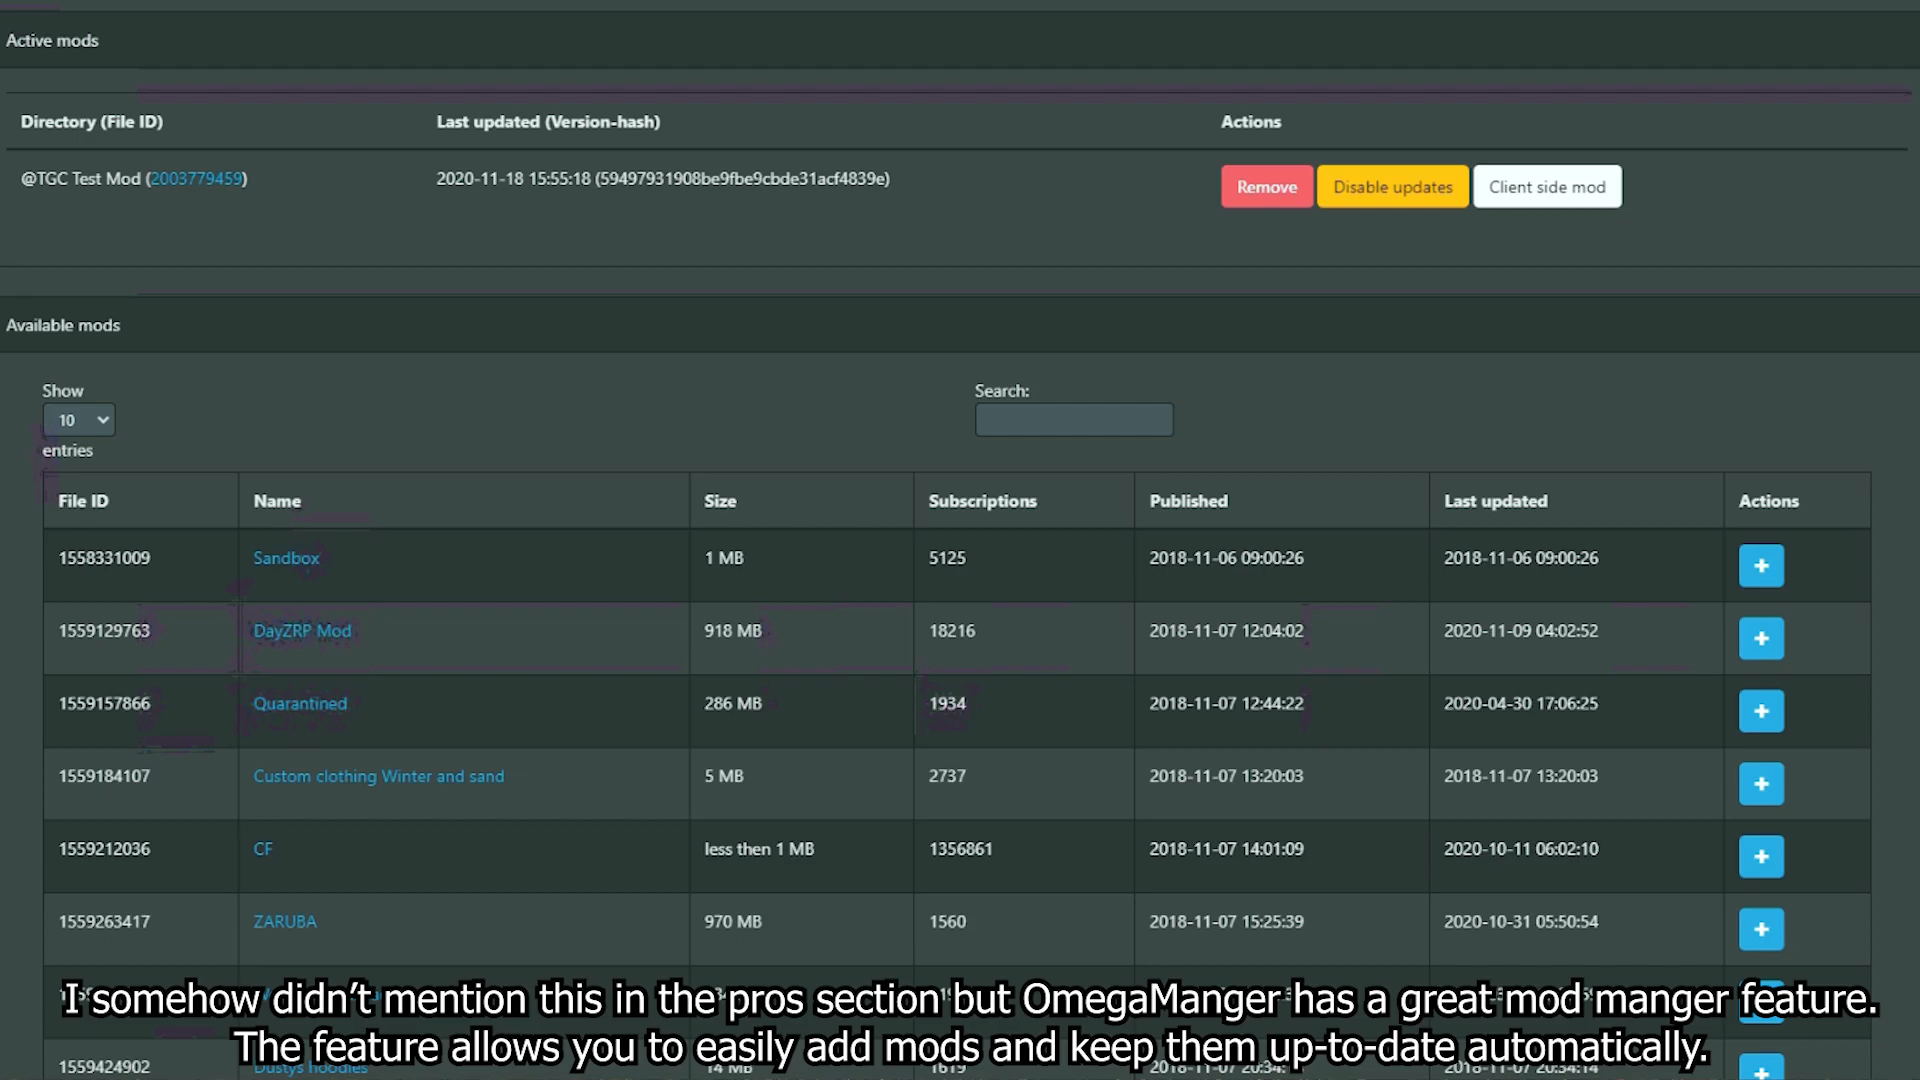 Active mods
Directory (File ID) Last updated (Version-hash) Actions
@TGC Test Mod (2003779459) 2020-11-18 15:55:18 (59497931908be9fbe9cbde31acf4839e) Remove Disable updates Client side mod
Available mods
Show Search:
10
entries
File ID Name Size Subscriptions Published Last updated Actions
1558331009 Sandbox 1 MB 5125 2018-11-06 09:00:26 2018-11-06 09:00:26 +
1559129763 DayZRP Mod 918 MB 18216 2018-11-07 12:04:02 2020-11-09 04:02:52 +
1559157866 Quarantined 286 MB 1934 2018-11-07 12:44:22 2020-04-30 17:06:25 +
1559184107 Custom clothing Winter and sand 5 MB 2737 2018-11-07 13:20:03 2018-11-07 13:20:03 +
1559212036 CF less then 1 MB 1356861 2018-11-07 14:01:09 2020-10-11 06:02:10 +
1559263417 ZARUBA 970 MB 1560 2018-11-07 15:25:39 2020-10-31 05:50:54 +
I somehow didn't mention this in the pros section but OmegaManger has a great mod manger feature.
The feature allows you to easily add mods and keep them up-to-date automatically.
1559424902 Dustys hoodies 14 MB 1619